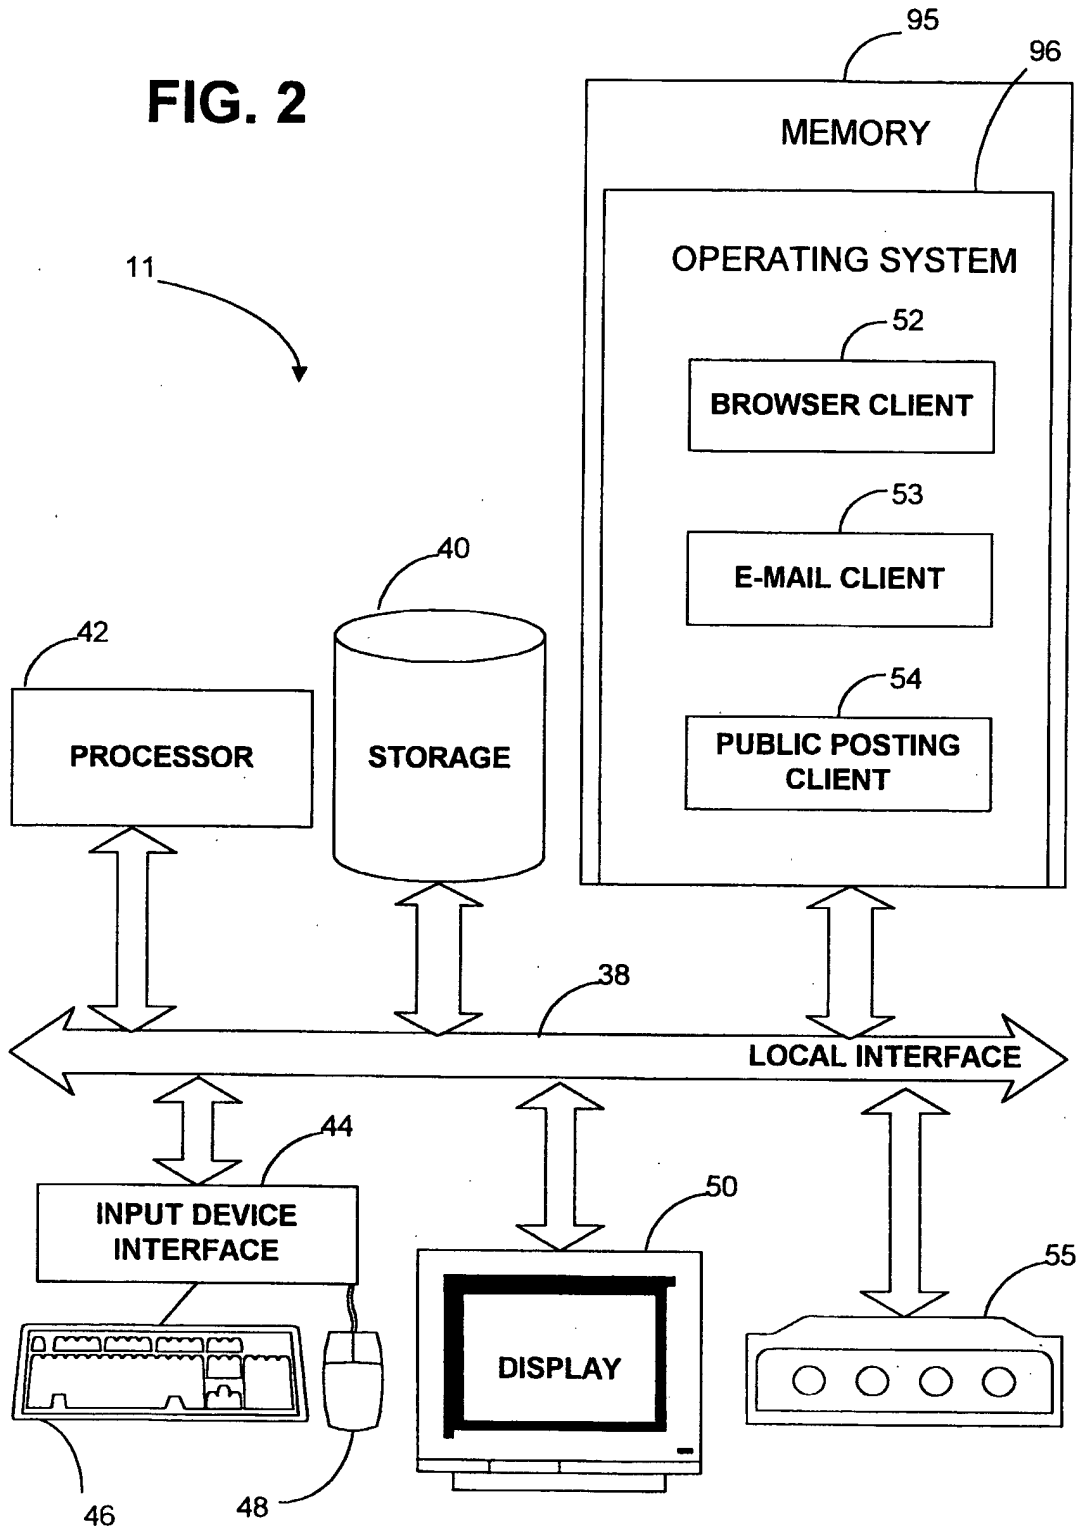 95
96
FIG. 2
MEMORY
11
OPERATING SYSTEM
52
BROWSER CLIENT
53
E-MAIL CLIENT
40
42
54
PROCESSOR
STORAGE
PUBLIC POSTING
CLIENT
38
LOCAL INTERFACE
44
50
INPUT DEVICE
INTERFACE
55
DISPLAY
46
48